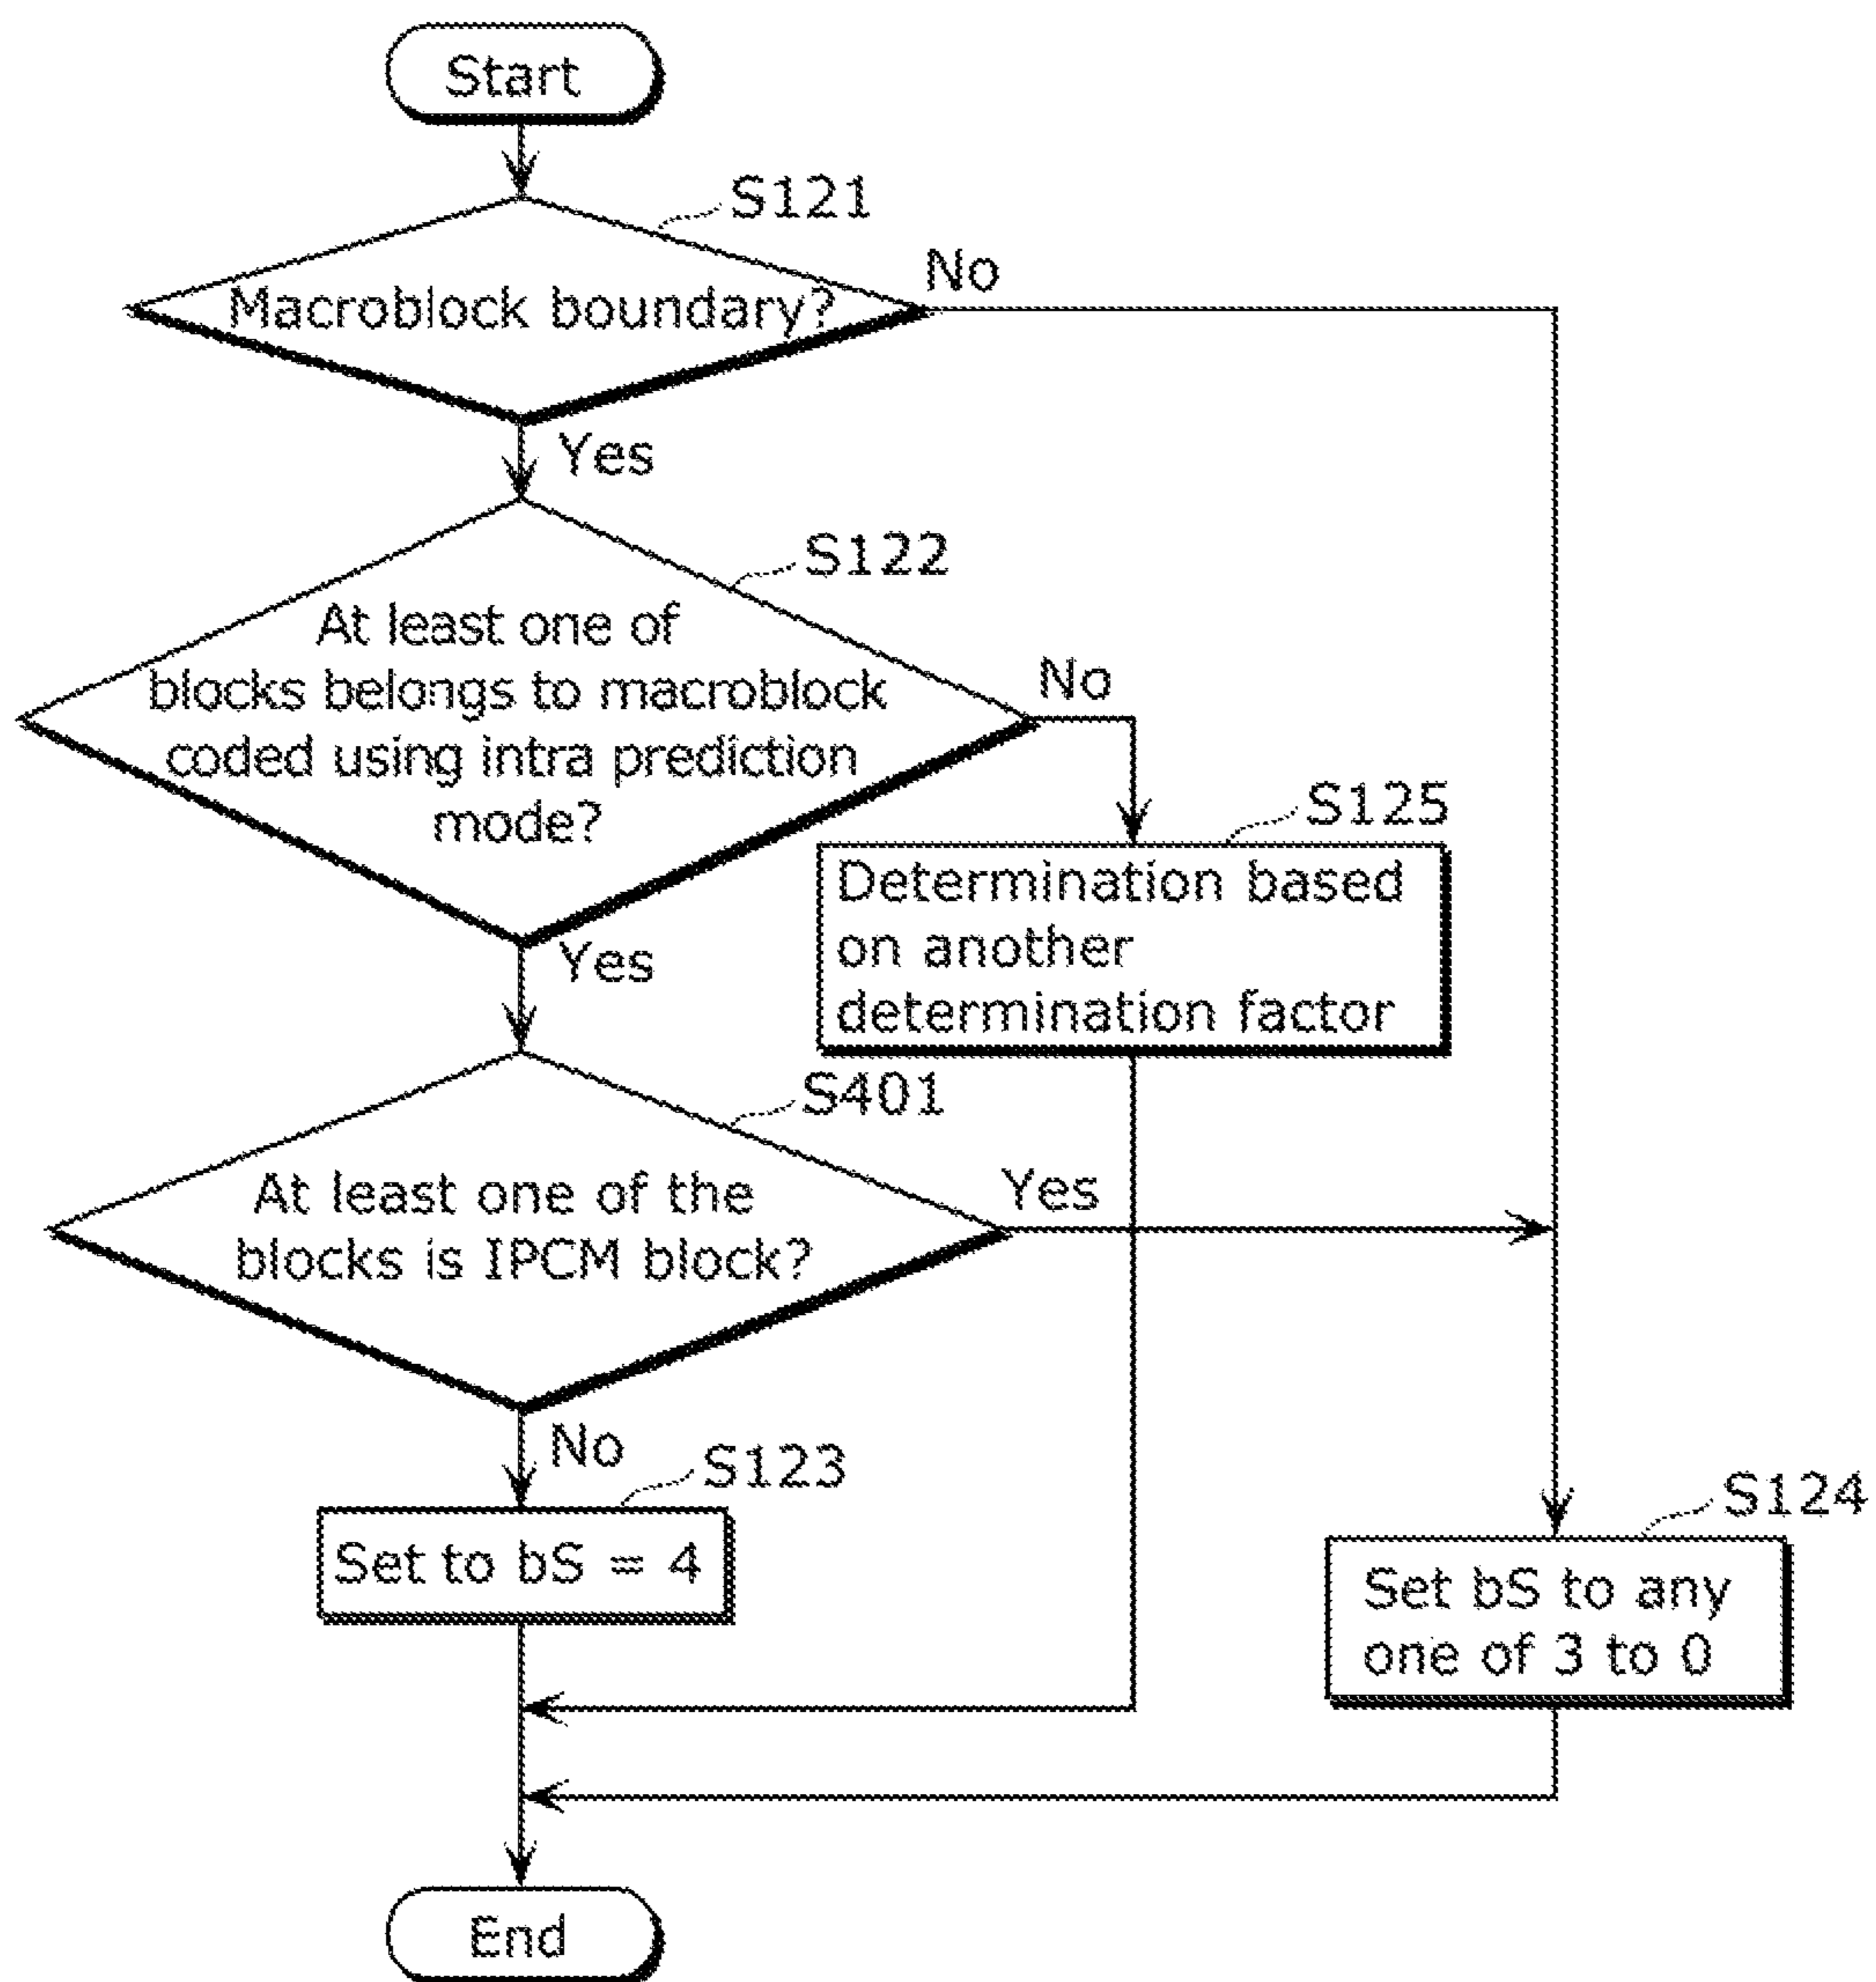 Start
S121
Macroblock boundary?
No
Yes
S122
At least one of
blocks belongs to macroblock
coded using intra prediction
mode?
No
S125
Determination based
on another
determination factor
Yes
S401
At least one of the
blocks is IPCM block?
Yes
No
S123
Set to bS = 4
S124
Set bS to any
one of 3 to 0
End